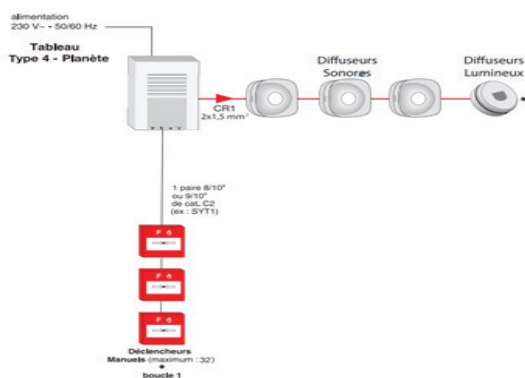 alimentation
230 V~ - 50/60 Hz
Tableau
Type 4 - Planète
Diffuseurs
Sonores
Diffuseurs
Lumineux
CR1
2x1,5 mm²
1 paire 8/10"
ou 9/10"
de cat. C2
(ex : SYT1)
F
F
F
Déclencheurs
Manuels (maximum : 32)
boucle 1